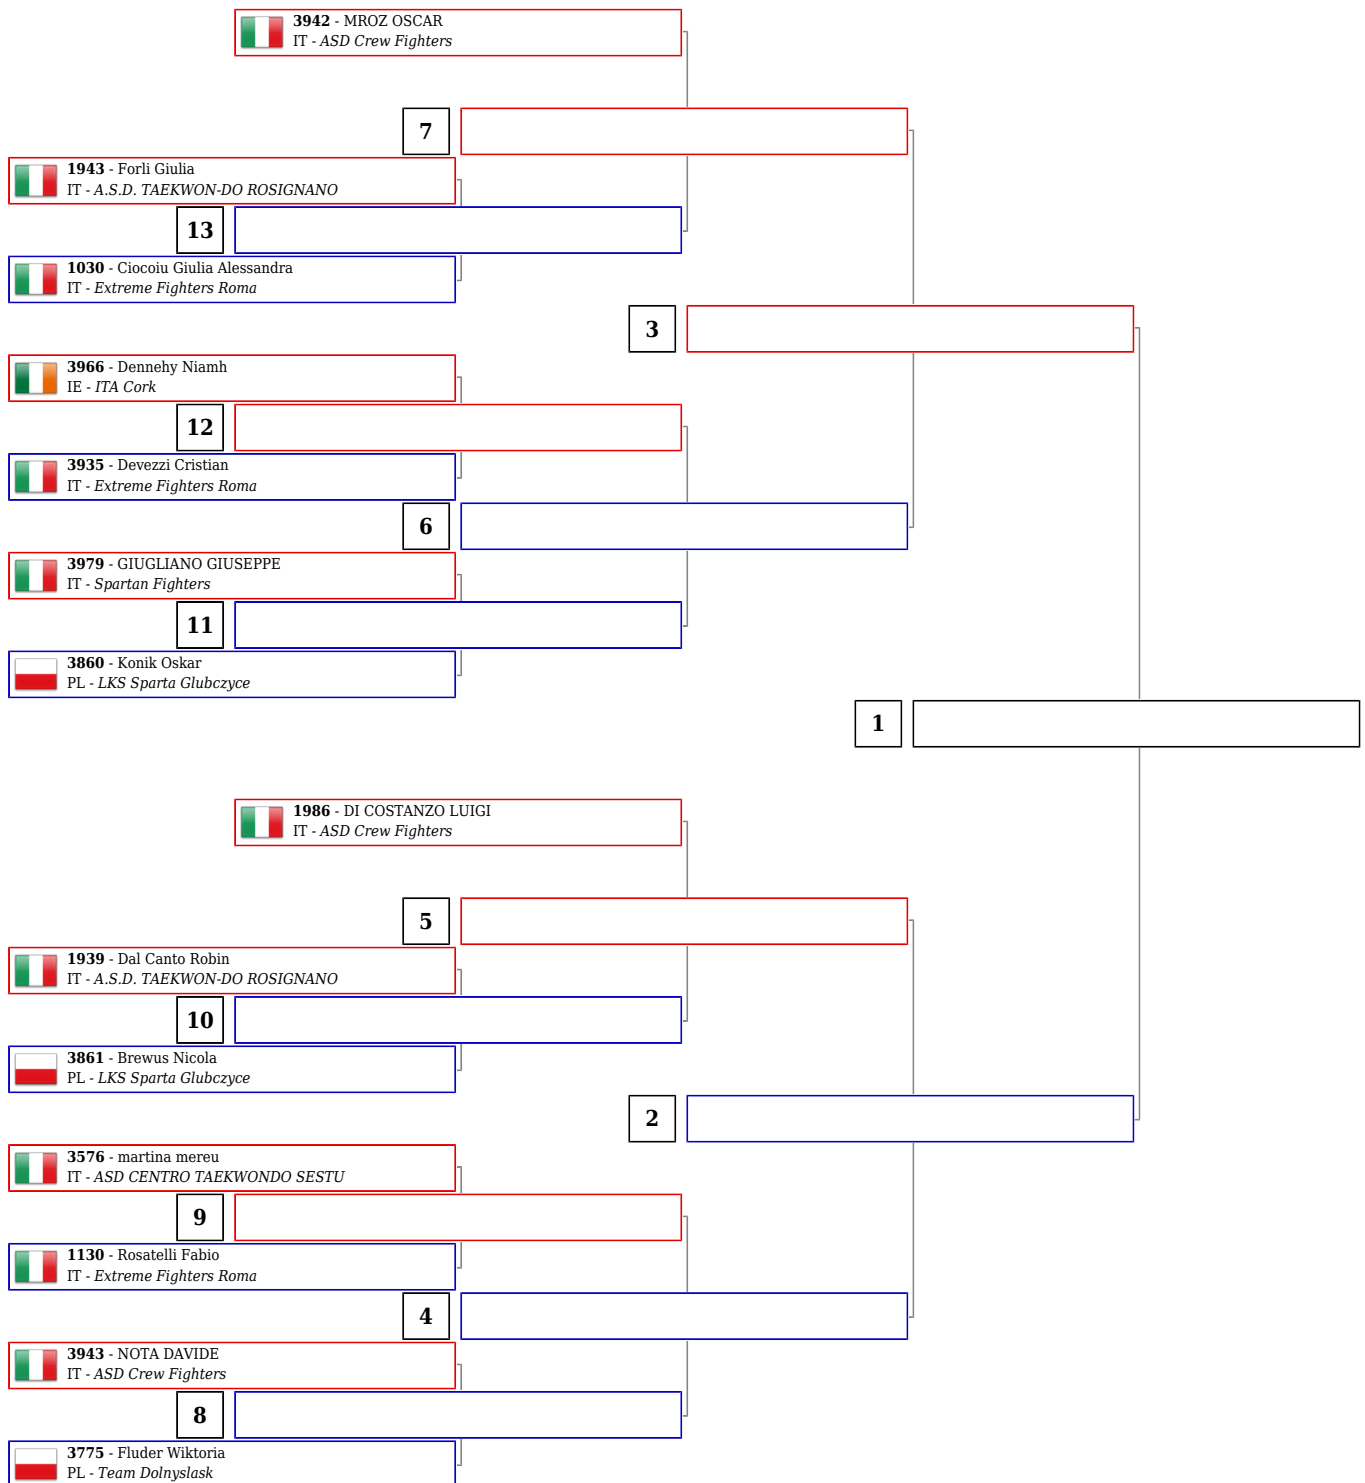 3942 - MROZ OSCAR
IT - ASD Crew Fighters
7
1943 - Forli Giulia
IT - A.S.D. TAEKWON-DO ROSIGNANO
13
1030 - Ciocoiu Giulia Alessandra
IT - Extreme Fighters Roma
3
3966 - Dennehy Niamh
IE - ITA Cork
12
3935 - Devezzi Cristian
IT - Extreme Fighters Roma
6
3979 - GIUGLIANO GIUSEPPE
IT - Spartan Fighters
11
3860 - Konik Oskar
PL - LKS Sparta Glubczyce
1
1986 - DI COSTANZO LUIGI
IT - ASD Crew Fighters
5
1939 - Dal Canto Robin
IT - A.S.D. TAEKWON-DO ROSIGNANO
10
3861 - Brewus Nicola
PL - LKS Sparta Glubczyce
2
3576 - martina mereu
IT - ASD CENTRO TAEKWONDO SESTU
9
1130 - Rosatelli Fabio
IT - Extreme Fighters Roma
4
3943 - NOTA DAVIDE
IT - ASD Crew Fighters
8
3775 - Fluder Wiktoria
PL - Team Dolnyslask